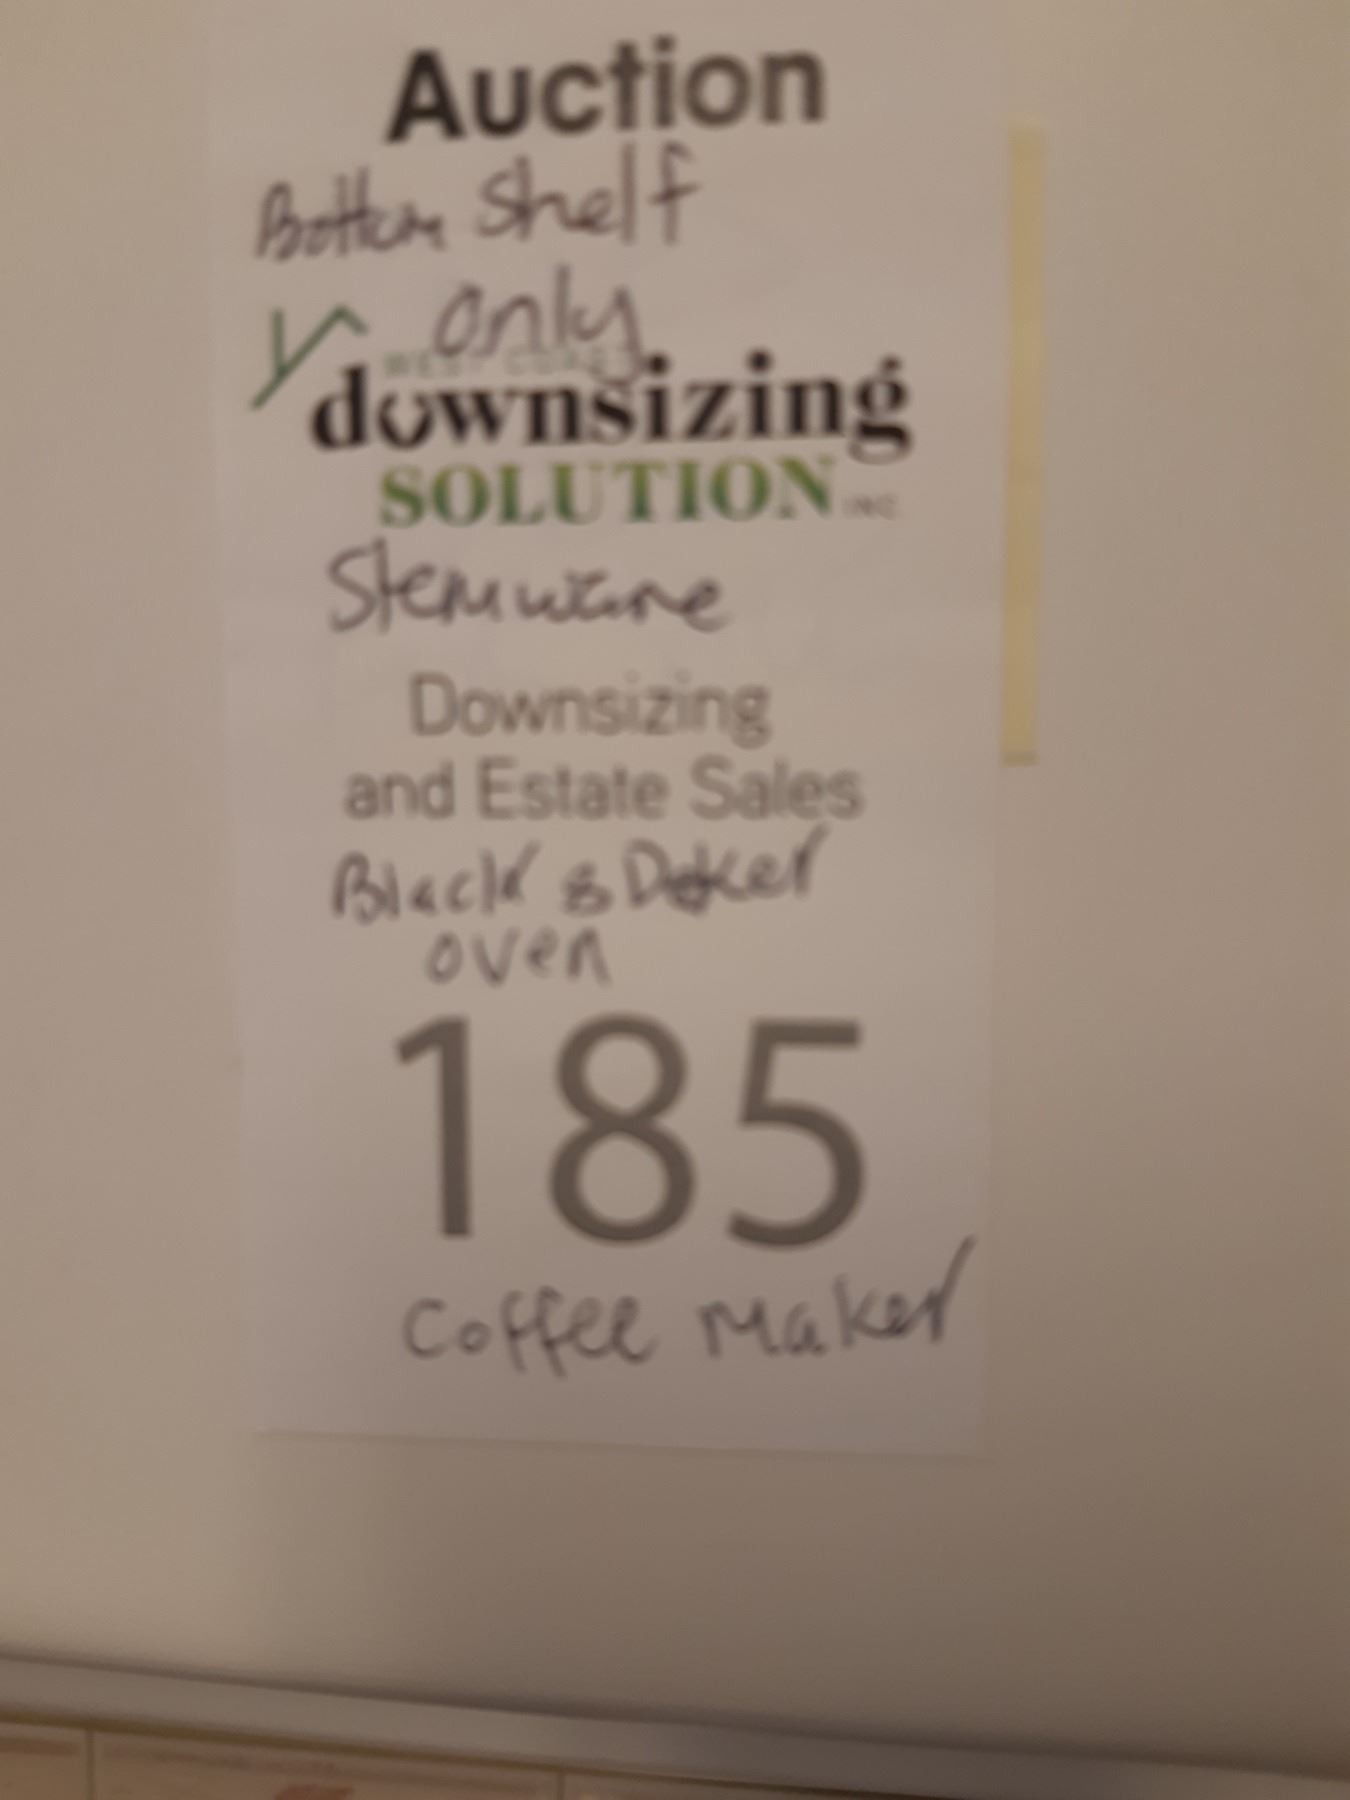 Auction
Bottom Shelf
only
WEST COAST
downsizing
SOLUTION INC
Stemware
Downsizing
and Estate Sales
Black & Deker
oven
185
Coffee Maker